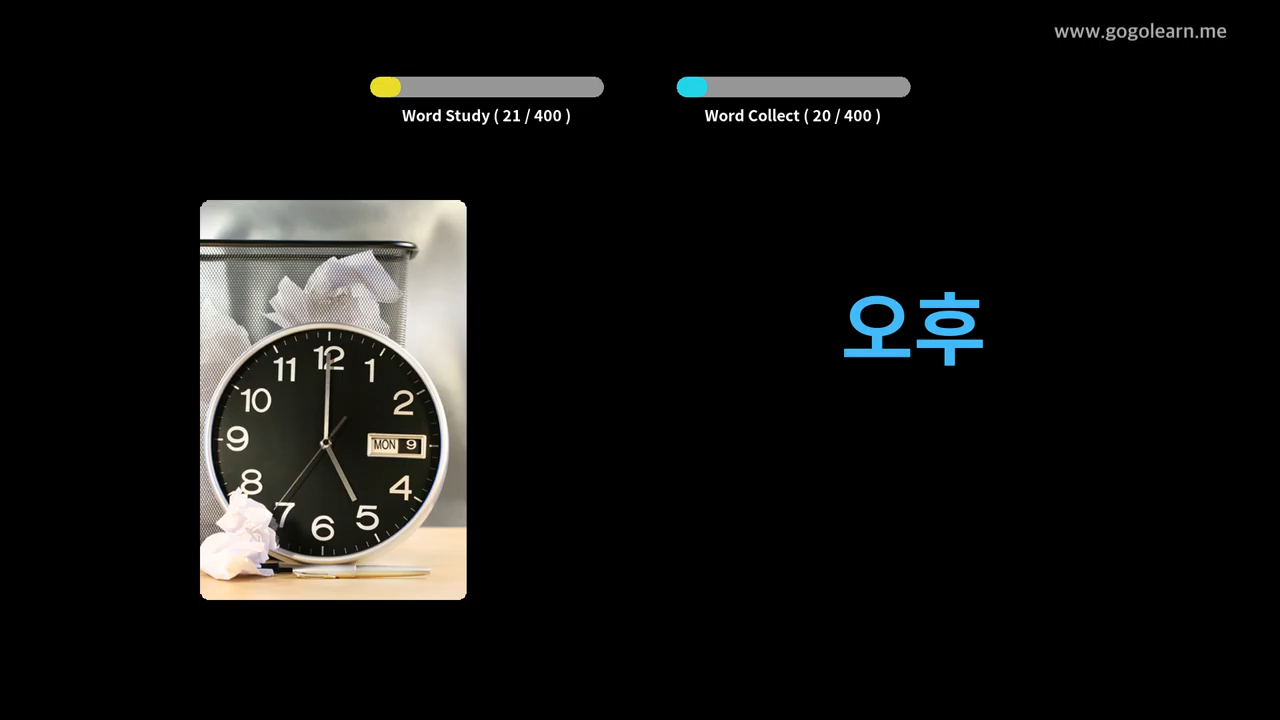 www.gogolearn.me
Word Study ( 21 / 400 )
Word Collect ( 20 / 400 )
오후
12
1
2
MON 9
4
5
6
7
8
9
10
11